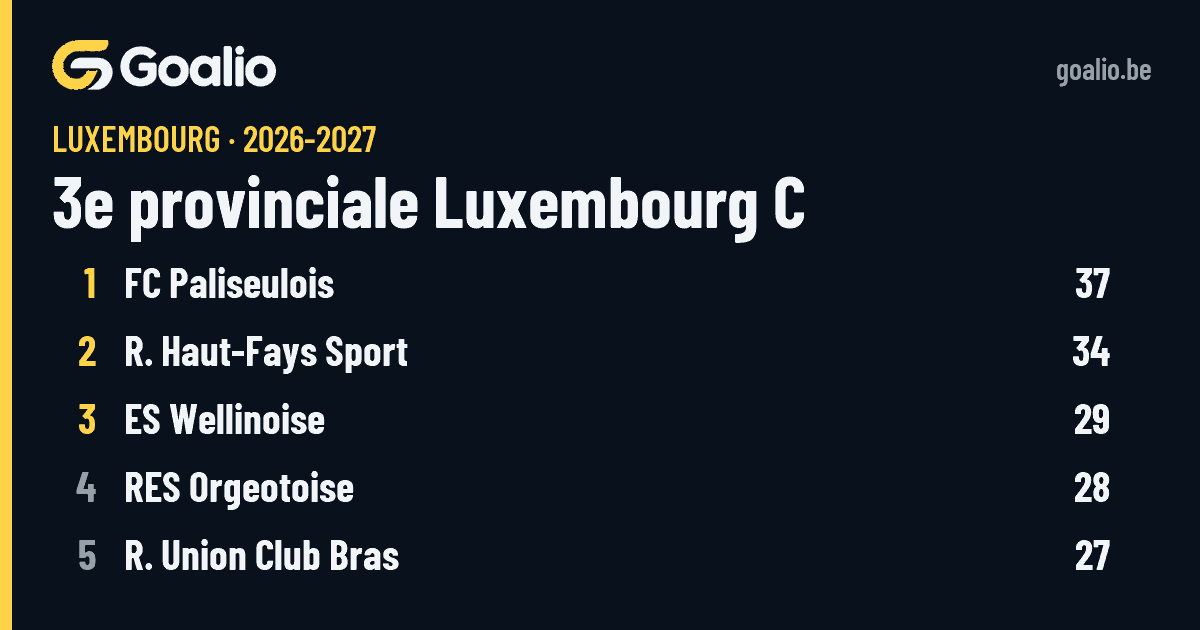 Goalio
goalio.be
LUXEMBOURG · 2026-2027
3e provinciale Luxembourg C
1 FC Paliseulois 37
2 R. Haut-Fays Sport 34
3 ES Wellinoise 29
4 RES Orgeotoise 28
5 R. Union Club Bras 27